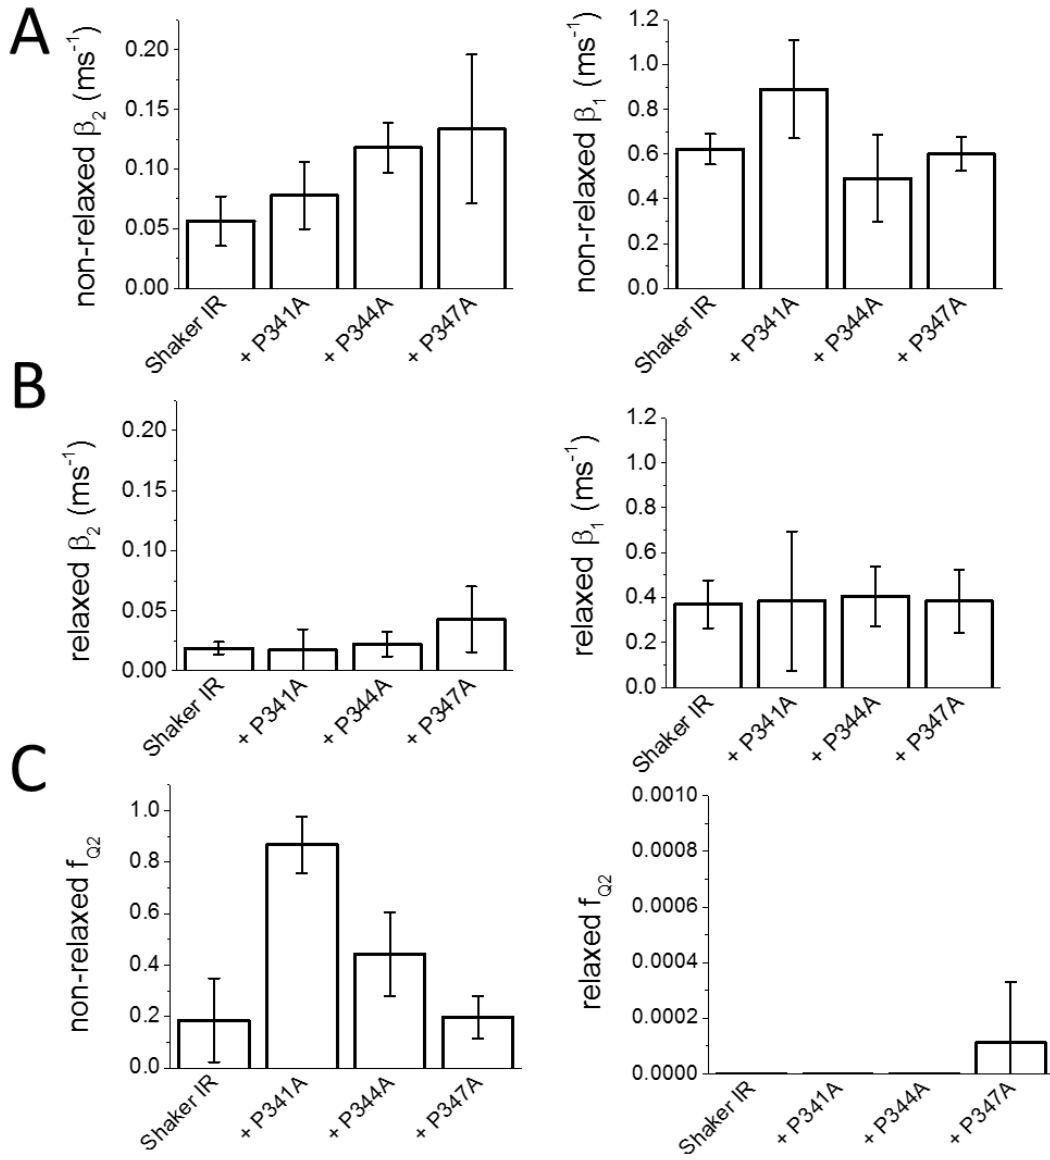 A
non-relaxed β₂ (ms⁻¹)
0.20
0.15
0.10
0.05
0.00
Shaker IR
+ P341A
+ P344A
+ P347A
non-relaxed β₁ (ms⁻¹)
1.2
1.0
0.8
0.6
0.4
0.2
0.0
Shaker IR
+ P341A
+ P344A
+ P347A
B
relaxed β₂ (ms⁻¹)
0.20
0.15
0.10
0.05
0.00
Shaker IR
+ P341A
+ P344A
+ P347A
relaxed β₁ (ms⁻¹)
1.2
1.0
0.8
0.6
0.4
0.2
0.0
Shaker IR
+ P341A
+ P344A
+ P347A
C
non-relaxed f_Q2
1.0
0.8
0.6
0.4
0.2
0.0
Shaker IR
+ P341A
+ P344A
+ P347A
relaxed f_Q2
0.0010
0.0008
0.0006
0.0004
0.0002
0.0000
Shaker IR
+ P341A
+ P344A
+ P347A